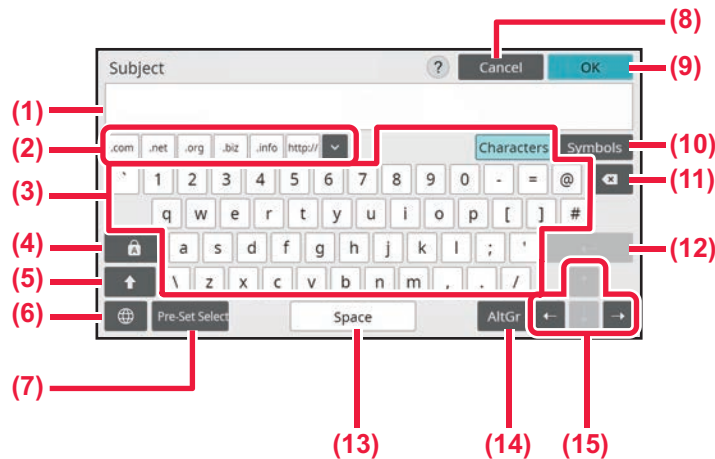 (8)
Subject ? Cancel OK (9)
(1)
(2) .com .net .org .biz .info http:// Characters Symbols (10)
(3) ` 1 2 3 4 5 6 7 8 9 0 - = @ (11)
q w e r t y u i o p [ ] #
(4) A a s d f g h j k l ; ' (12)
(5) \ z x c v b n m , . /
(6) Pre-Set Select Space AltGr ← →
(7)
(13) (14) (15)